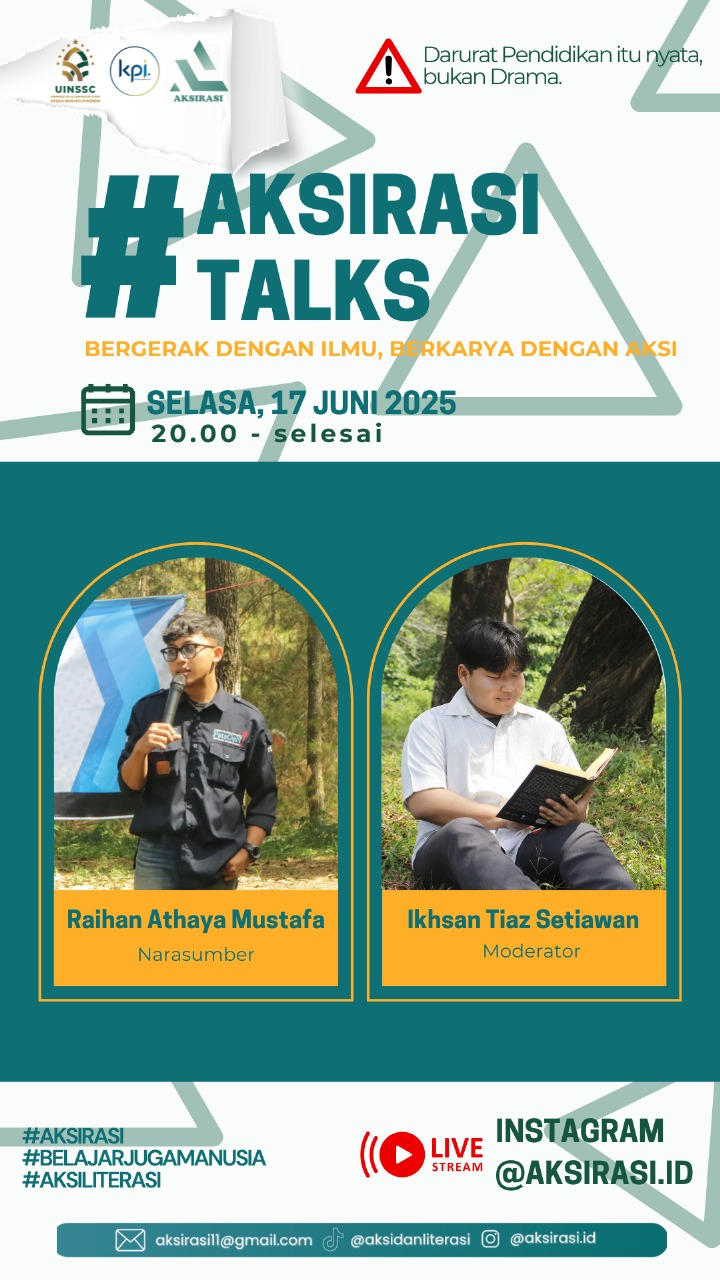 UINSSC
kpi.
AKSIRASI
Darurat Pendidikan itu nyata,
bukan Drama.
#AKSIRASI
TALKS
BERGERAK DENGAN ILMU, BERKARYA DENGAN AKSI
SELASA, 17 JUNI 2025
20.00 - selesai
Raihan Athaya Mustafa
Narasumber
Ikhsan Tiaz Setiawan
Moderator
#AKSIRASI
#BELAJARJUGAMANUSIA
#AKSILITERASI
LIVE
STREAM
INSTAGRAM
@AKSIRASI.ID
aksirasi11@gmail.com @aksidanliterasi @aksirasi.id